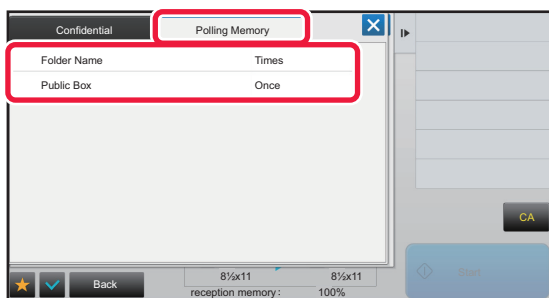 Confidential Polling Memory
Folder Name Times
Public Box Once
CA
Start
8½x11 8½x11
Back
reception memory: 100%